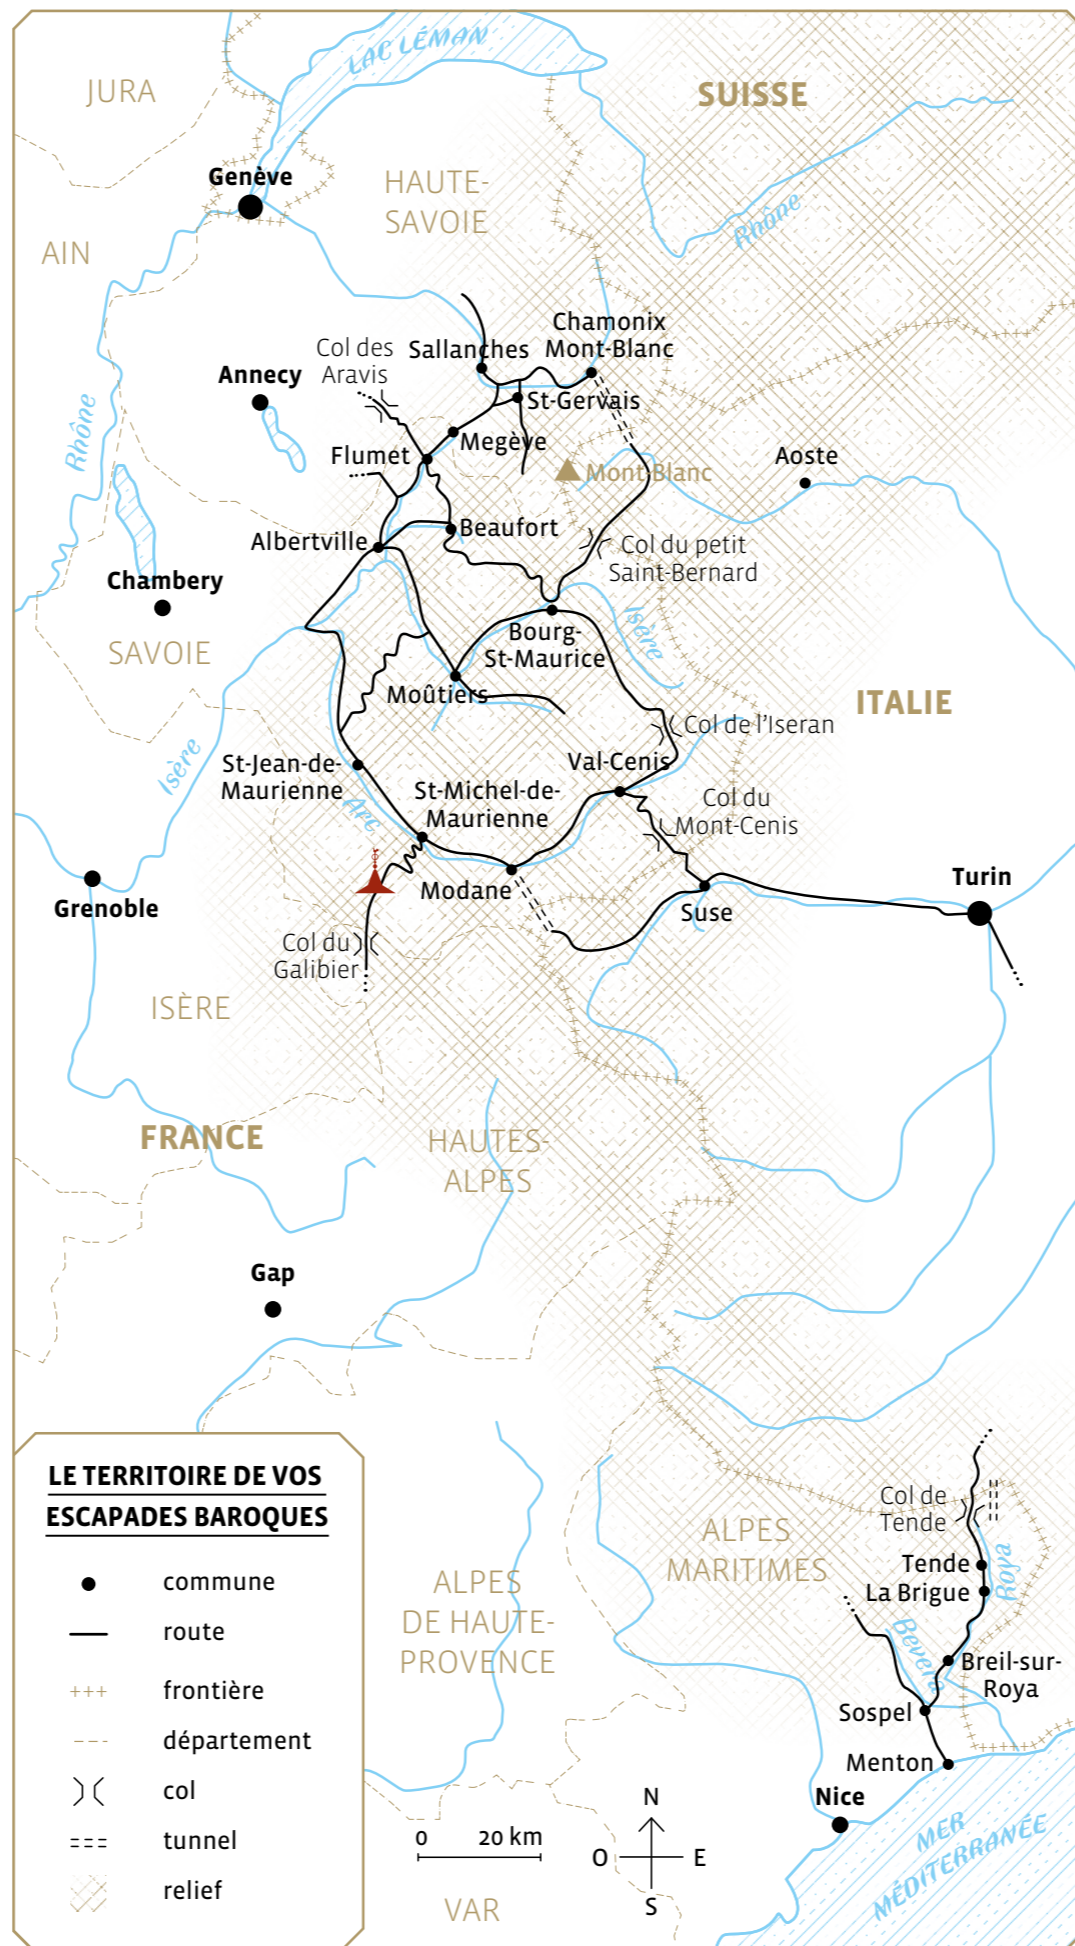 LAC LÉMAN
JURA
SUISSE
Genève
HAUTE-
SAVOIE
Rhône
AIN
Chamonix
Mont-Blanc
Col des
Aravis
Sallanches
Annecy
St-Gervais
Rhône
Megève
Flumet
Mont-Blanc
Aoste
Beaufort
Albertville
Col du petit
Saint-Bernard
Chambery
Isère
Bourg-
St-Maurice
SAVOIE
Moûtiers
ITALIE
Col de l'Iseran
Isère
Val-Cenis
St-Jean-de-
Maurienne
St-Michel-de-
Maurienne
Col du
Mont-Cenis
Arc
Modane
Turin
Grenoble
Suse
Col du
Galibier
ISÈRE
FRANCE
HAUTES-
ALPES
Gap
LE TERRITOIRE DE VOS
ESCAPADES BAROQUES
commune
route
frontière
département
col
tunnel
relief
Col de
Tende
ALPES
MARITIMES
Tende
La Brigue
Roya
ALPES
DE HAUTE-
PROVENCE
Bevera
Breil-sur-
Roya
Sospel
Menton
Nice
MER
MÉDITERRANÉE
0 20 km
N
O E
S
VAR